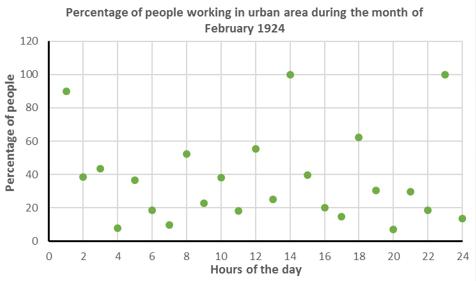 Percentage of people working in urban area during the month of
February 1924
120
100
80
60
40
20
0
Percentage of people
0 2 4 6 8 10 12 14 16 18 20 22 24
Hours of the day